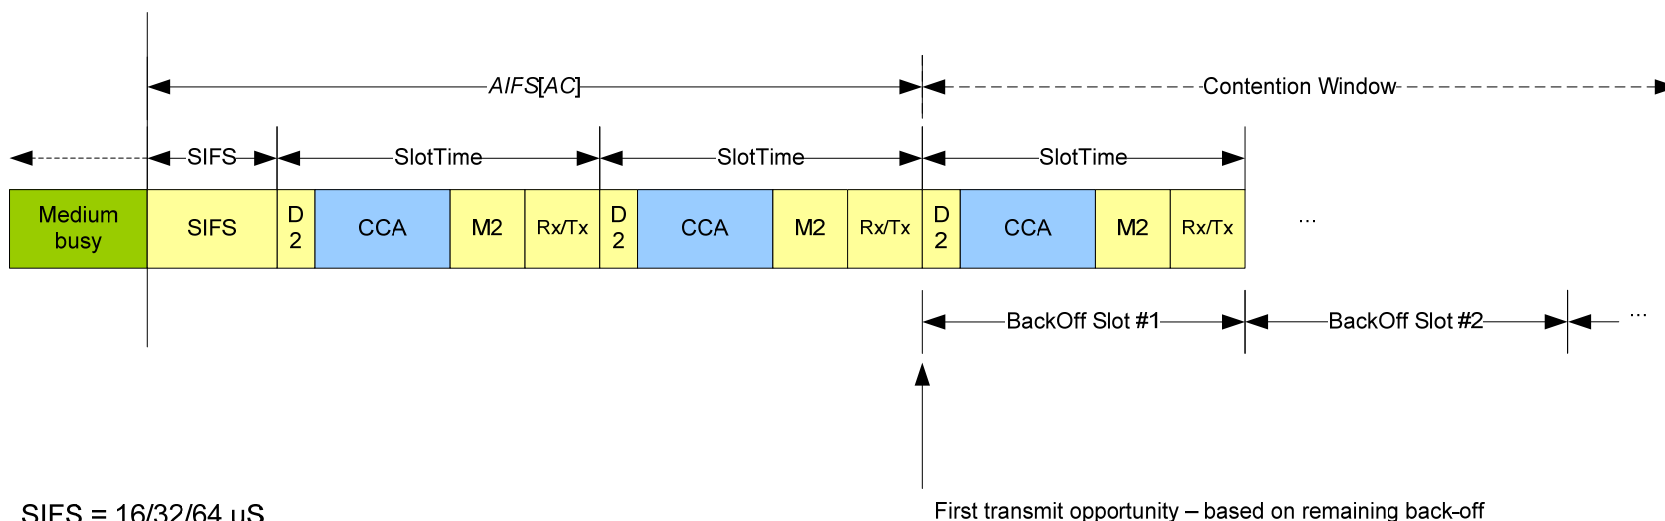 AIFS[AC]
Contention Window
SIFS
SlotTime
SlotTime
SlotTime
Medium
busy
SIFS
D
2
CCA
M2
Rx/Tx
D
2
CCA
M2
Rx/Tx
D
2
CCA
M2
Rx/Tx
...
BackOff Slot #1
BackOff Slot #2
...
SIFS = 16/32/64 uS
First transmit opportunity – based on remaining back-off